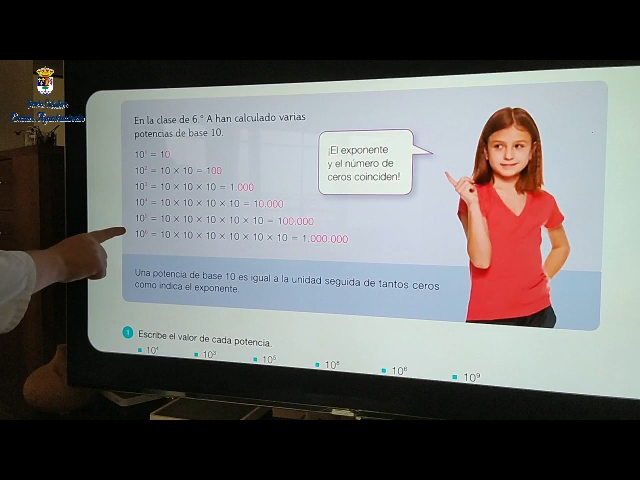 En la clase de 6.º A han calculado varias
potencias de base 10.
10¹ = 10
10² = 10 × 10 = 100
10³ = 10 × 10 × 10 = 1.000
10⁴ = 10 × 10 × 10 × 10 = 10.000
10⁵ = 10 × 10 × 10 × 10 × 10 = 100.000
10⁶ = 10 × 10 × 10 × 10 × 10 × 10 = 1.000.000
¡El exponente
y el número de
ceros coinciden!
Una potencia de base 10 es igual a la unidad seguida de tantos ceros
como indica el exponente.
1 Escribe el valor de cada potencia.
10⁴ 10³ 10⁵ 10⁸ 10⁶ 10⁹